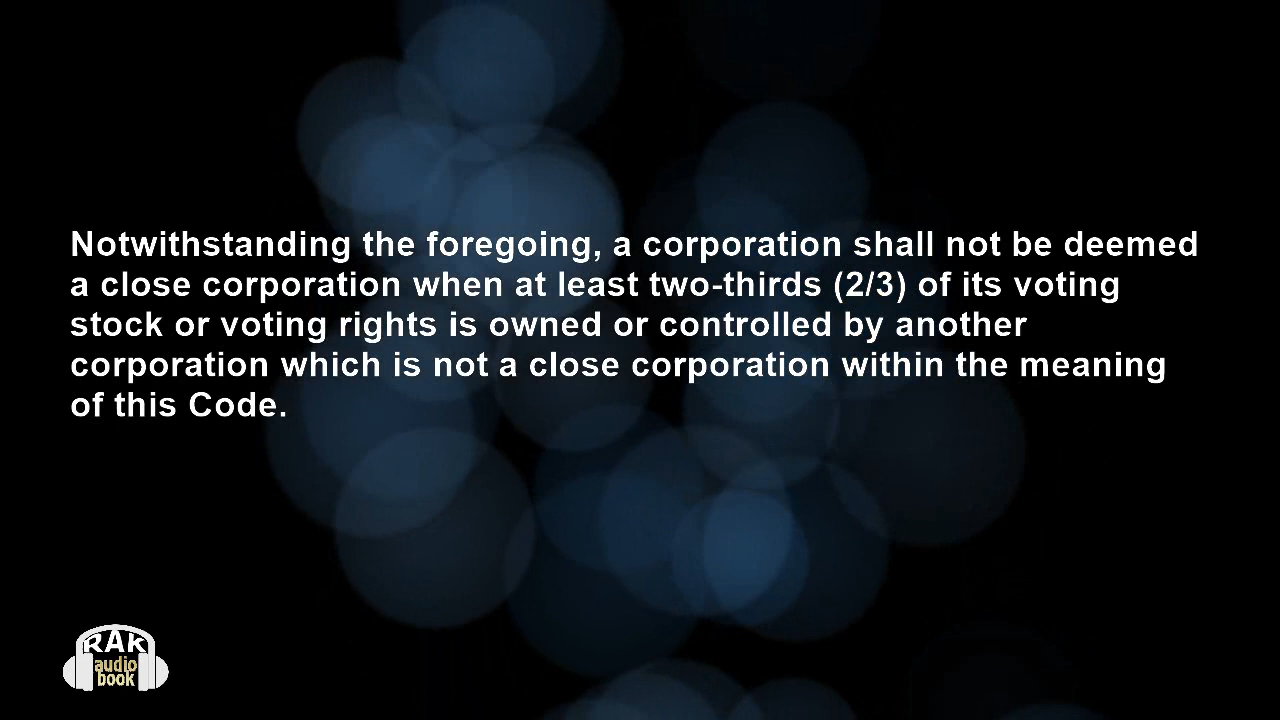 Notwithstanding the foregoing, a corporation shall not be deemed
a close corporation when at least two-thirds (2/3) of its voting
stock or voting rights is owned or controlled by another
corporation which is not a close corporation within the meaning
of this Code.
RAK
audio
book